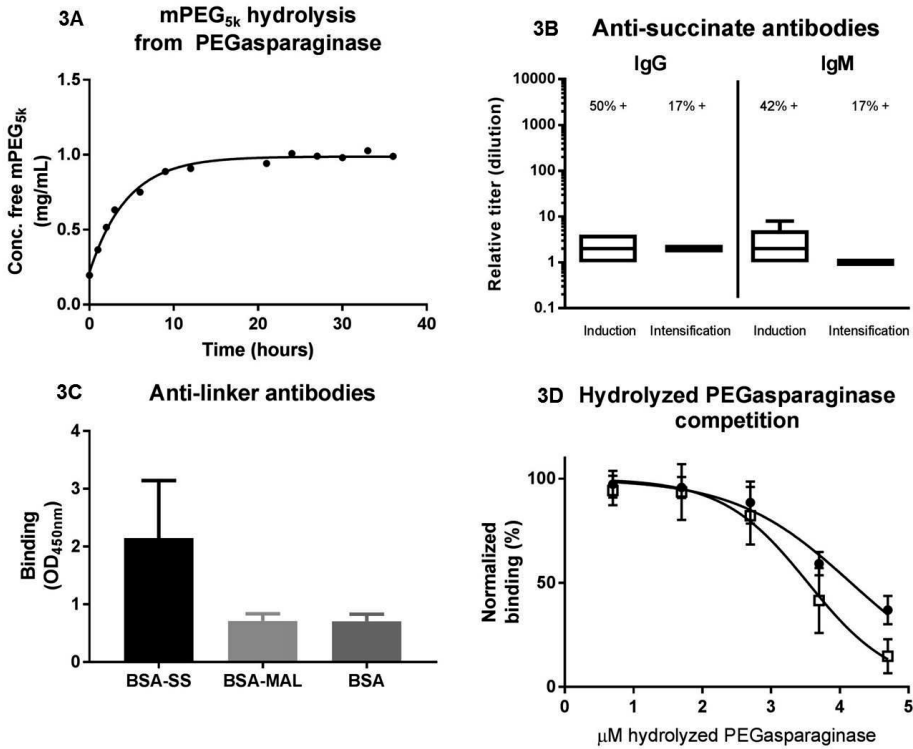 3A
mPEG5k hydrolysis
from PEGasparaginase
1.5
1.0
0.5
0.0
0
10
20
30
40
Conc. free mPEG5k
(mg/mL)
Time (hours)
3B
Anti-succinate antibodies
IgG
IgM
50% +
17% +
42% +
17% +
10000
1000
100
10
1
0.1
Relative titer (dilution)
Induction
Intensification
Induction
Intensification
3C
Anti-linker antibodies
4
3
2
1
0
Binding
(OD450nm)
BSA-SS
BSA-MAL
BSA
3D
Hydrolyzed PEGasparaginase
competition
100
50
0
0
1
2
3
4
5
Normalized
binding (%)
µM hydrolyzed PEGasparaginase